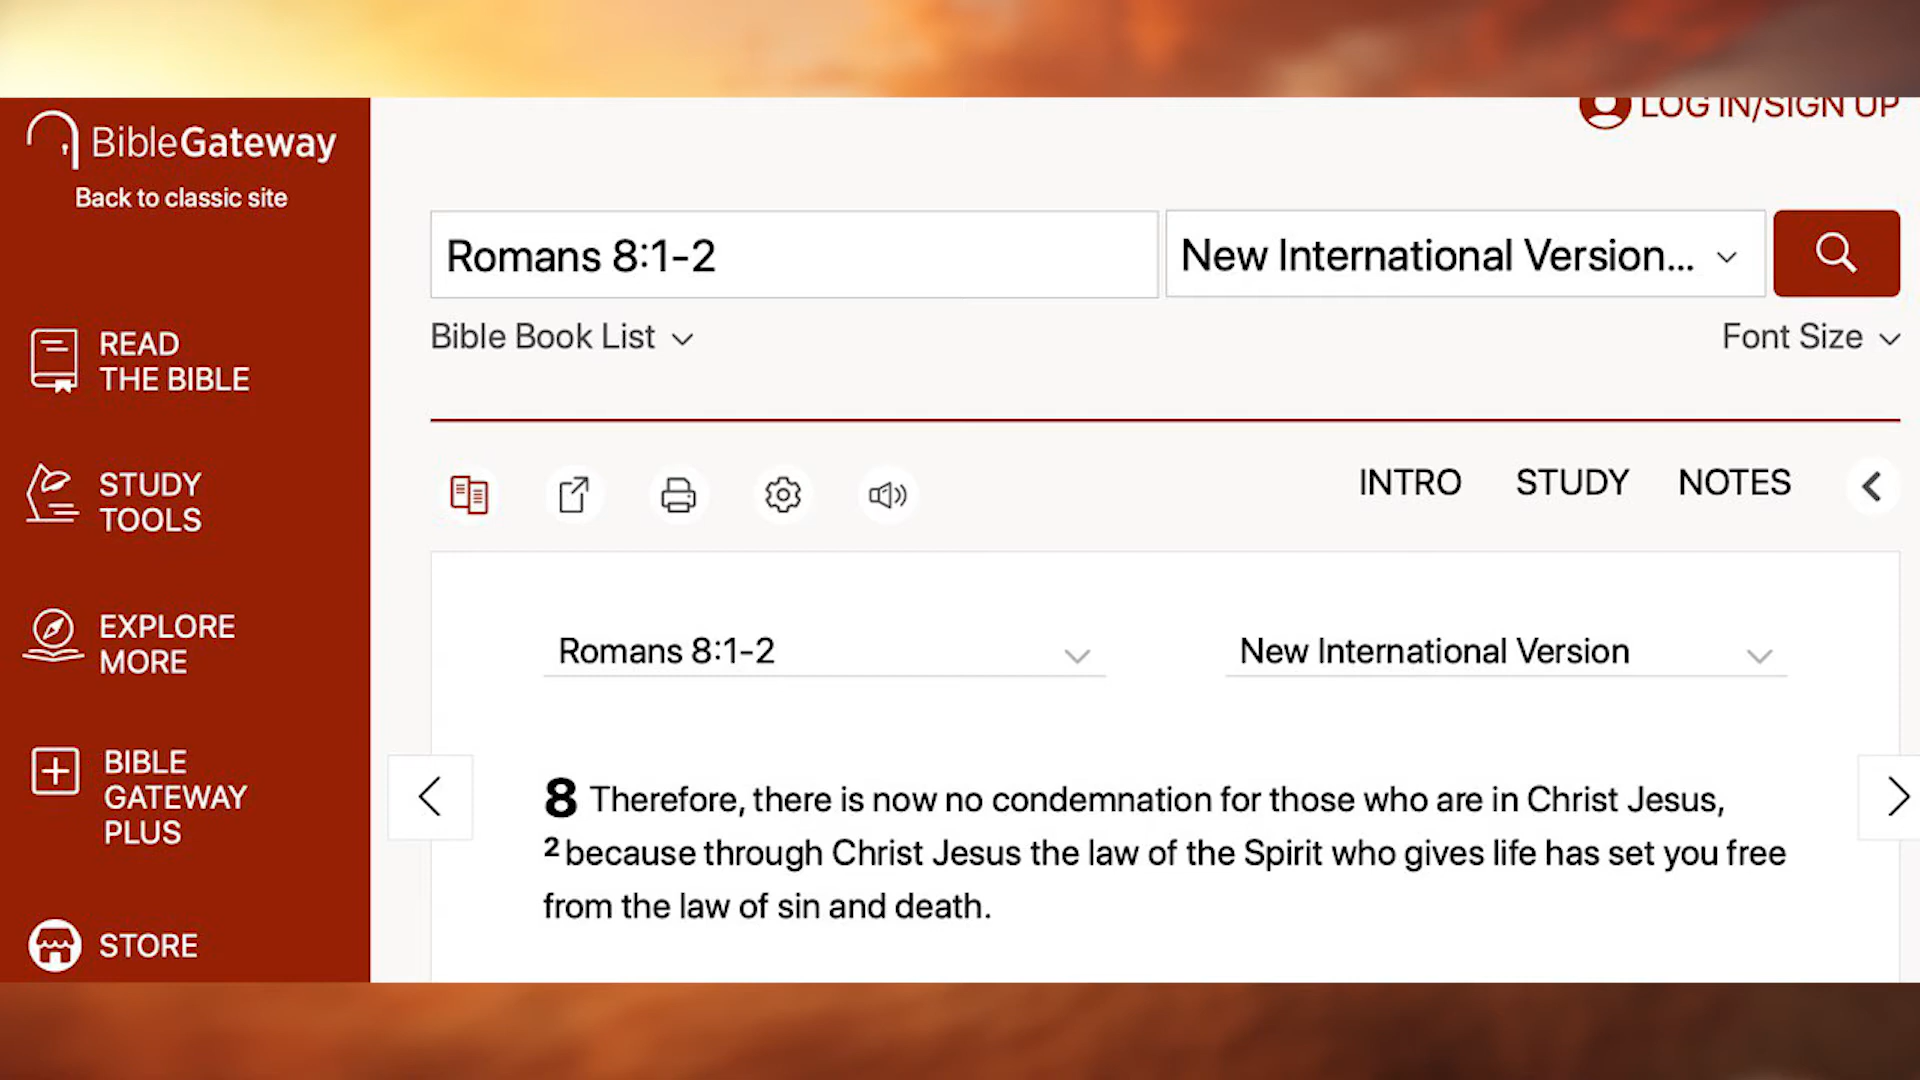 BibleGateway
Back to classic site
LOG IN/SIGN UP
Romans 8:1-2
New International Version...
Bible Book List
Font Size
READ
THE BIBLE
STUDY
TOOLS
EXPLORE
MORE
BIBLE
GATEWAY
PLUS
STORE
INTRO
STUDY
NOTES
Romans 8:1-2
New International Version
8 Therefore, there is now no condemnation for those who are in Christ Jesus,
2 because through Christ Jesus the law of the Spirit who gives life has set you free
from the law of sin and death.